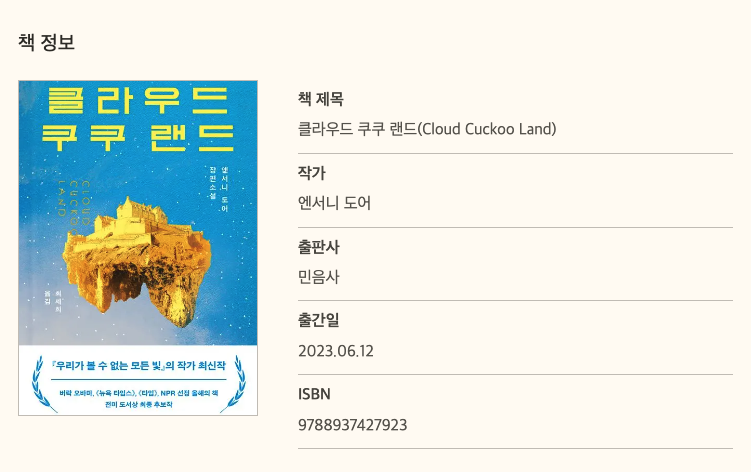 책 정보
클라우드
쿠쿠 랜드
앤서니 도어
장편소설
CLOUD
CUCKOO
LAND
최세희
옮김
『우리가 볼 수 없는 모든 빛』의 작가 최신작
버락 오바마, 《뉴욕 타임스》, 《타임》, NPR 선정 올해의 책
전미 도서상 최종 후보작
책 제목
클라우드 쿠쿠 랜드(Cloud Cuckoo Land)
작가
엔서니 도어
출판사
민음사
출간일
2023.06.12
ISBN
9788937427923